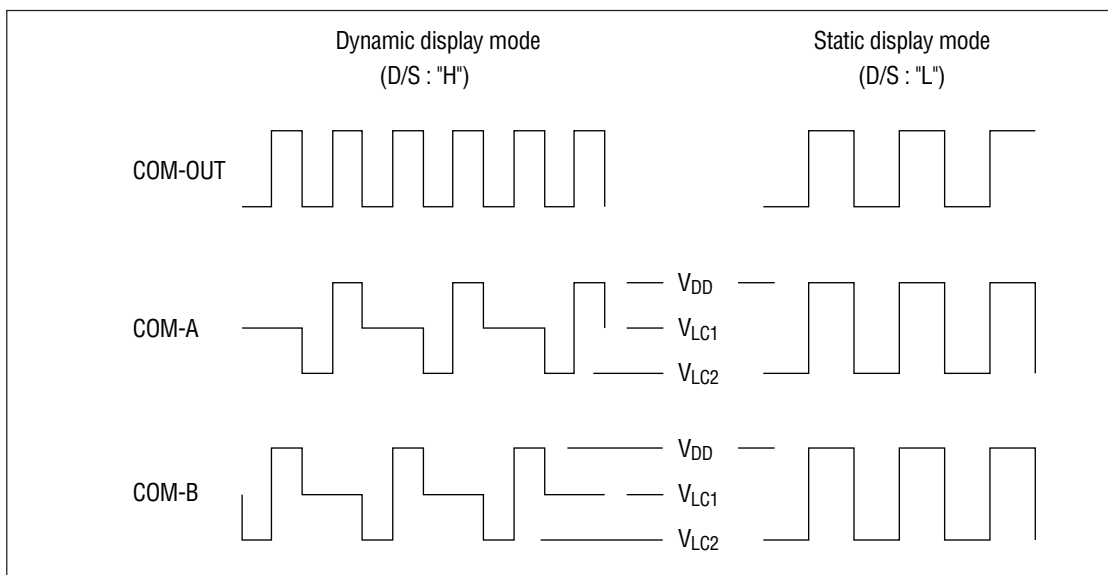 Dynamic display mode
(D/S : "H")
Static display mode
(D/S : "L")
COM-OUT
COM-A
VDD
VLC1
VLC2
COM-B
VDD
VLC1
VLC2